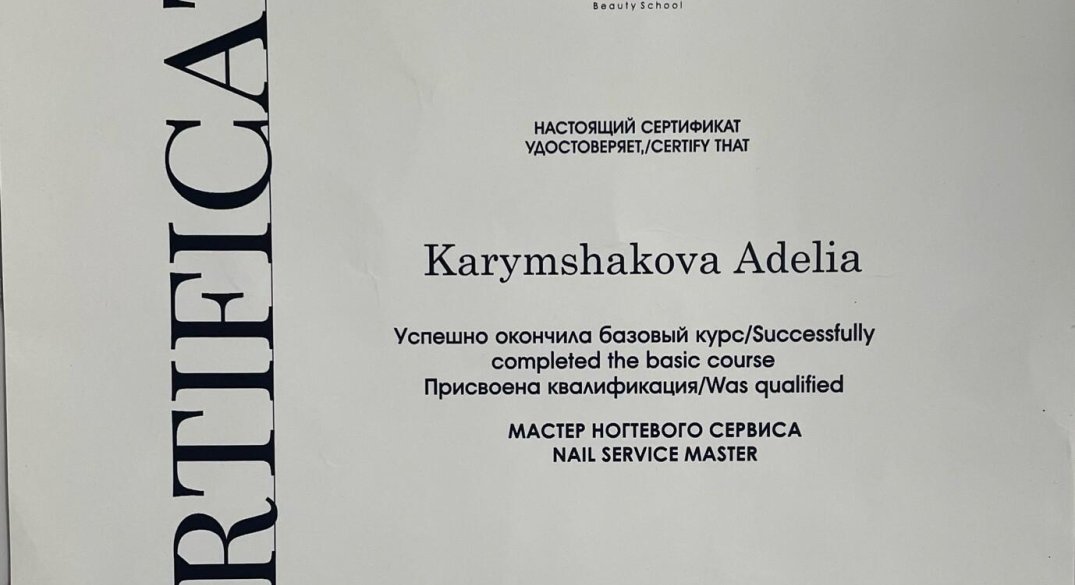 Beauty School
RTIFICA
НАСТОЯЩИЙ СЕРТИФИКАТ
УДОСТОВЕРЯЕТ,/CERTIFY THAT
Karymshakova Adelia
Успешно окончила базовый курс/Successfully
completed the basic course
Присвоена квалификация/Was qualified
МАСТЕР НОГТЕВОГО СЕРВИСА
NAIL SERVICE MASTER